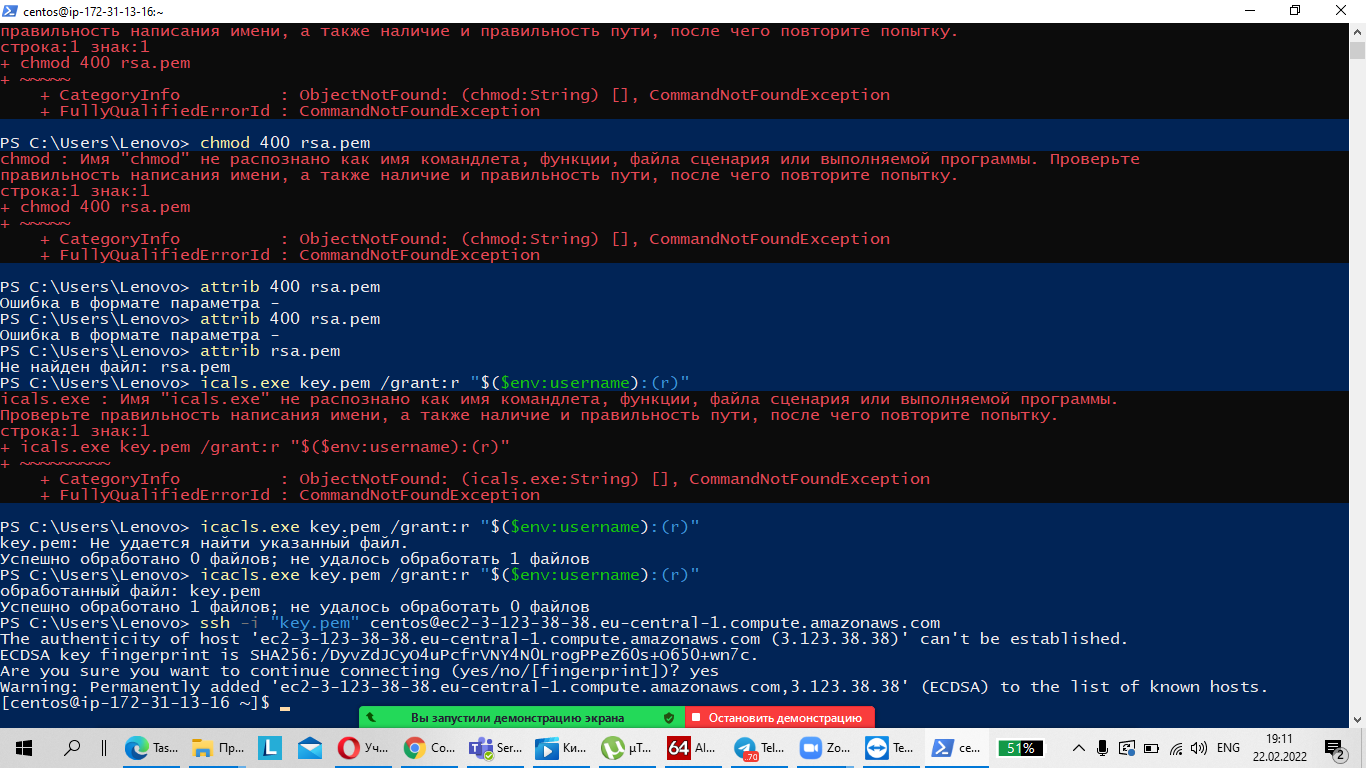 centos@ip-172-31-13-16:~
правильность написания имени, а также наличие и правильность пути, после чего повторите попытку.
строка:1 знак:1
+ chmod 400 rsa.pem
+ ~~~~~
    + CategoryInfo          : ObjectNotFound: (chmod:String) [], CommandNotFoundException
    + FullyQualifiedErrorId : CommandNotFoundException
PS C:\Users\Lenovo> chmod 400 rsa.pem
chmod : Имя "chmod" не распознано как имя командлета, функции, файла сценария или выполняемой программы. Проверьте
правильность написания имени, а также наличие и правильность пути, после чего повторите попытку.
строка:1 знак:1
+ chmod 400 rsa.pem
+ ~~~~~
    + CategoryInfo          : ObjectNotFound: (chmod:String) [], CommandNotFoundException
    + FullyQualifiedErrorId : CommandNotFoundException
PS C:\Users\Lenovo> attrib 400 rsa.pem
Ошибка в формате параметра -
PS C:\Users\Lenovo> attrib 400 rsa.pem
Ошибка в формате параметра -
PS C:\Users\Lenovo> attrib rsa.pem
Не найден файл: rsa.pem
PS C:\Users\Lenovo> icals.exe key.pem /grant:r "$($env:username):(r)"
icals.exe : Имя "icals.exe" не распознано как имя командлета, функции, файла сценария или выполняемой программы.
Проверьте правильность написания имени, а также наличие и правильность пути, после чего повторите попытку.
строка:1 знак:1
+ icals.exe key.pem /grant:r "$($env:username):(r)"
+ ~~~~~~~~~
    + CategoryInfo          : ObjectNotFound: (icals.exe:String) [], CommandNotFoundException
    + FullyQualifiedErrorId : CommandNotFoundException
PS C:\Users\Lenovo> icacls.exe key.pem /grant:r "$($env:username):(r)"
key.pem: Не удается найти указанный файл.
Успешно обработано 0 файлов; не удалось обработать 1 файлов
PS C:\Users\Lenovo> icacls.exe key.pem /grant:r "$($env:username):(r)"
обработанный файл: key.pem
Успешно обработано 1 файлов; не удалось обработать 0 файлов
PS C:\Users\Lenovo> ssh -i "key.pem" centos@ec2-3-123-38-38.eu-central-1.compute.amazonaws.com
The authenticity of host 'ec2-3-123-38-38.eu-central-1.compute.amazonaws.com (3.123.38.38)' can't be established.
ECDSA key fingerprint is SHA256:/DyvZdJCyO4uPcfrVNY4NOLrogPPeZ60s+O650+wn7c.
Are you sure you want to continue connecting (yes/no/[fingerprint])? yes
Warning: Permanently added 'ec2-3-123-38-38.eu-central-1.compute.amazonaws.com,3.123.38.38' (ECDSA) to the list of known hosts.
[centos@ip-172-31-13-16 ~]$
Вы запустили демонстрацию экрана Остановить демонстрацию
Tas... Пр... L Уч... Co... Ser... Ки... µT... 64 Al... .70 Tel... Zo... Te... ce... 51% ENG 19:11
22.02.2022 2